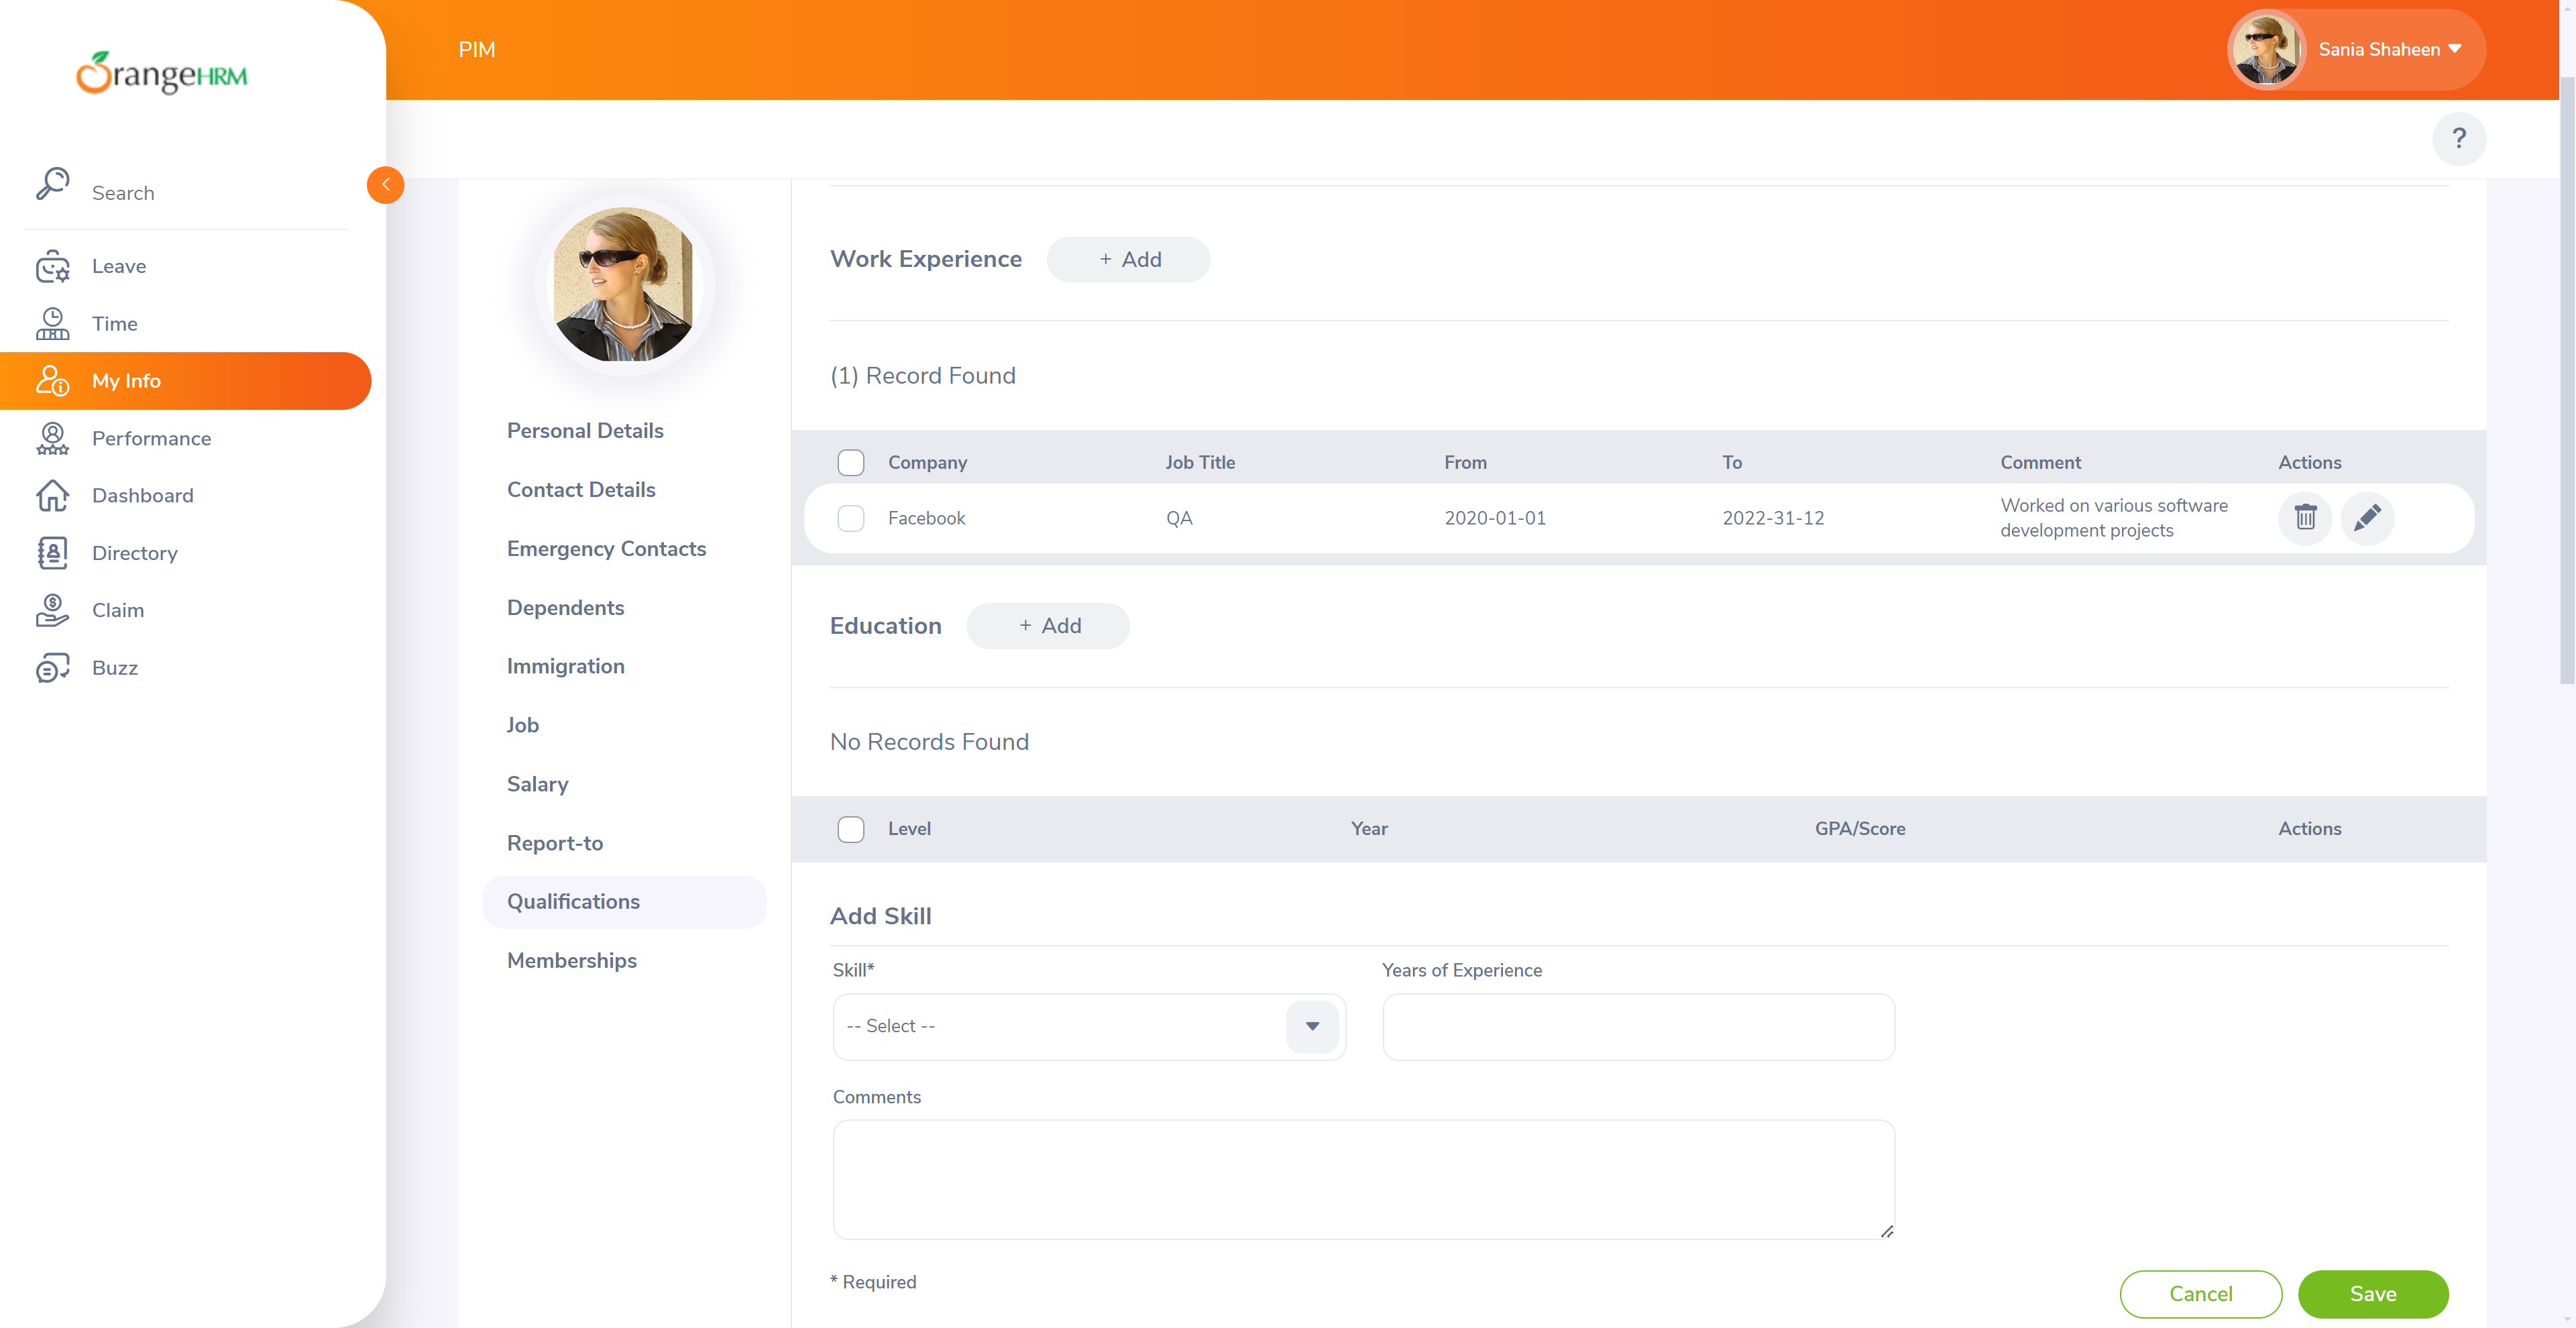 OrangeHRM
PIM
Sania Shaheen
?
Search
Leave
Time
My Info
Performance
Dashboard
Directory
Claim
Buzz
Personal Details
Contact Details
Emergency Contacts
Dependents
Immigration
Job
Salary
Report-to
Qualifications
Memberships
Work Experience + Add
(1) Record Found
Company Job Title From To Comment Actions
Facebook QA 2020-01-01 2022-31-12 Worked on various software
development projects
Education + Add
No Records Found
Level Year GPA/Score Actions
Add Skill
Skill* Years of Experience
-- Select --
Comments
* Required
Cancel Save